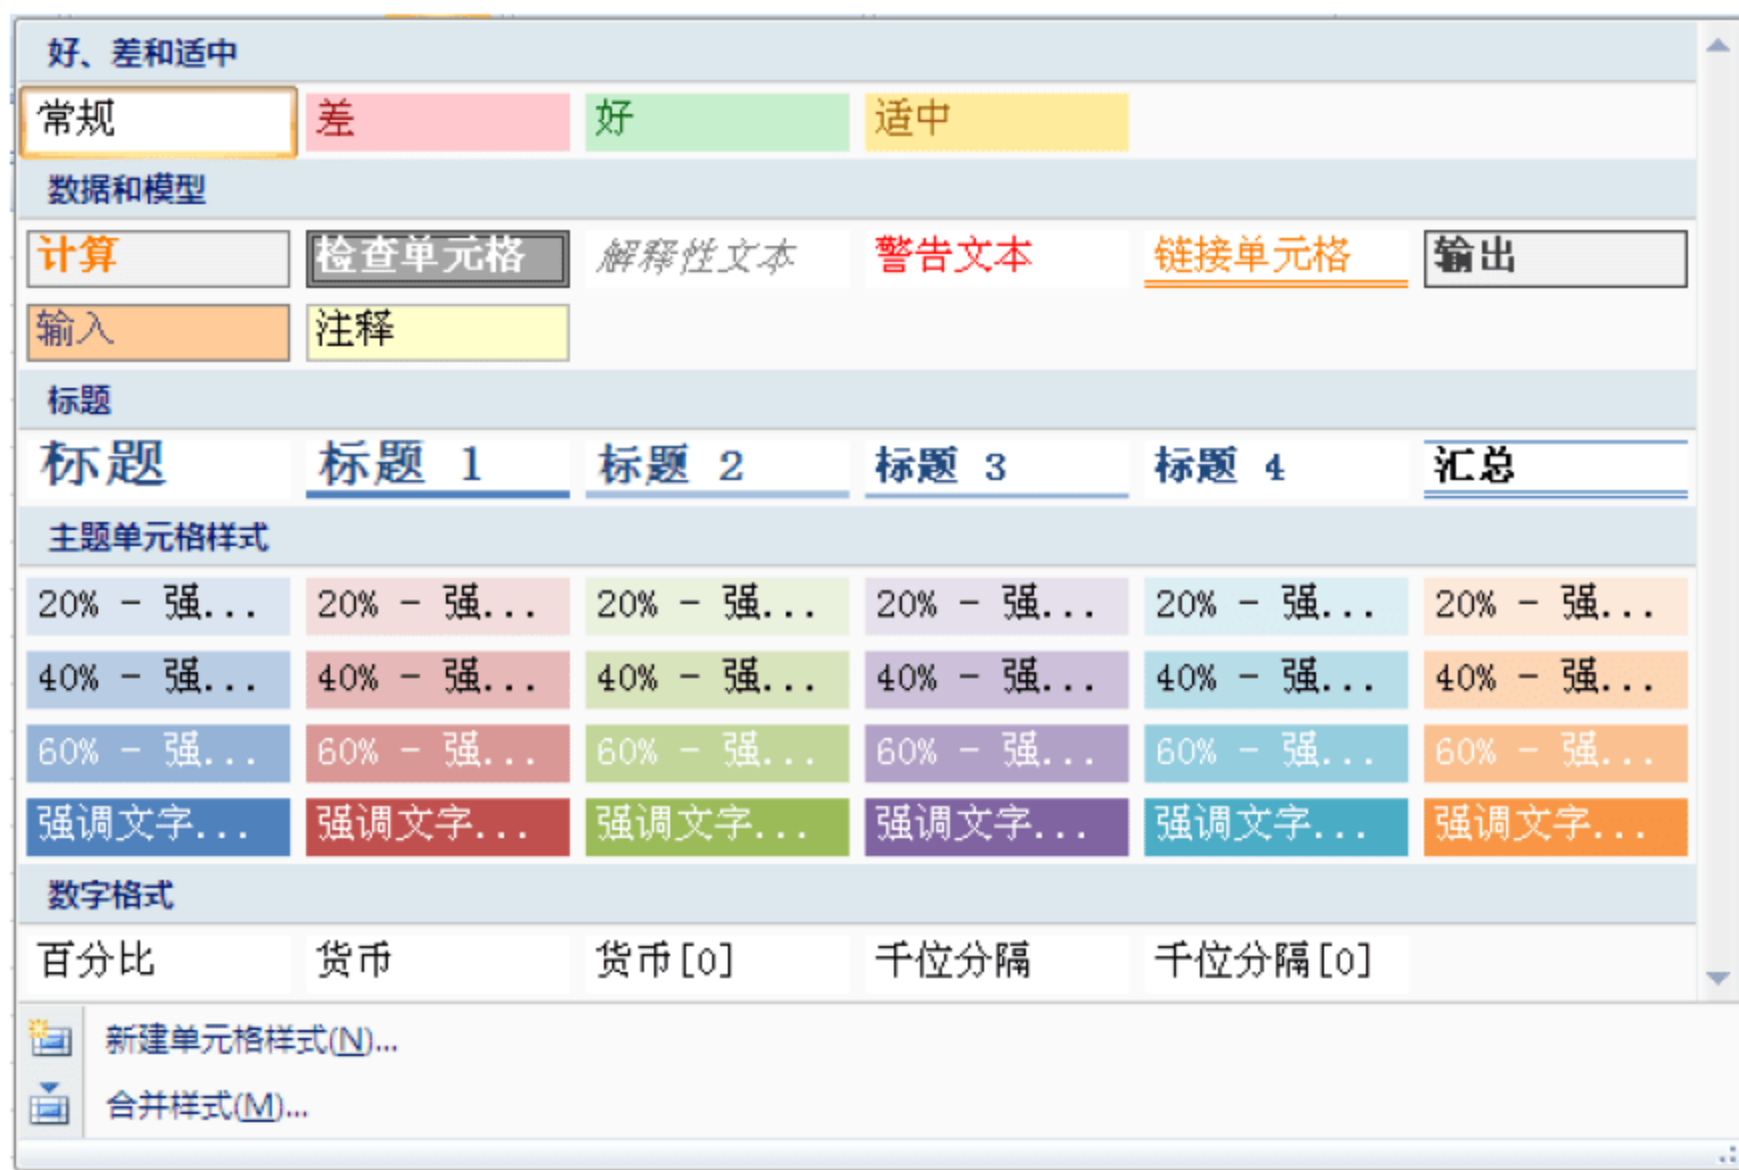 好、差和适中
常规 差 好 适中
数据和模型
计算 检查单元格 解释性文本 警告文本 链接单元格 输出
输入 注释
标题
标题 标题 1 标题 2 标题 3 标题 4 汇总
主题单元格样式
20% - 强... 20% - 强... 20% - 强... 20% - 强... 20% - 强... 20% - 强...
40% - 强... 40% - 强... 40% - 强... 40% - 强... 40% - 强... 40% - 强...
60% - 强... 60% - 强... 60% - 强... 60% - 强... 60% - 强... 60% - 强...
强调文字... 强调文字... 强调文字... 强调文字... 强调文字... 强调文字...
数字格式
百分比 货币 货币[0] 千位分隔 千位分隔[0]
新建单元格样式(N)...
合并样式(M)...